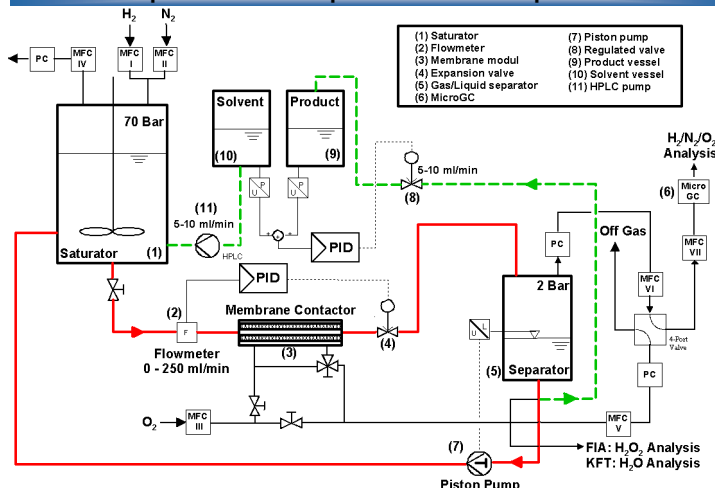 H2
N2
PC
MFC
IV
MFC
I
MFC
II
(1) Saturator
(2) Flowmeter
(3) Membrane modul
(4) Expansion valve
(5) Gas/Liquid separator
(6) MicroGC
(7) Piston pump
(8) Regulated valve
(9) Product vessel
(10) Solvent vessel
(11) HPLC pump
70 Bar
Solvent
(10)
Product
(9)
H2/N2/O2
Analysis
5-10 ml/min
(8)
P
U
P
U
(6)
Micro
GC
(11)
5-10 ml/min
HPLC
Saturator
(1)
PID
PID
PC
Off Gas
MFC
VII
MFC
VI
4-Port
Valve
2 Bar
(2)
F
Flowmeter
0 - 250 ml/min
Membrane Contactor
(3)
(4)
L
U
(5)
Separator
PC
O2
MFC
III
MFC
V
(7)
Piston Pump
FIA: H2O2 Analysis
KFT: H2O Analysis